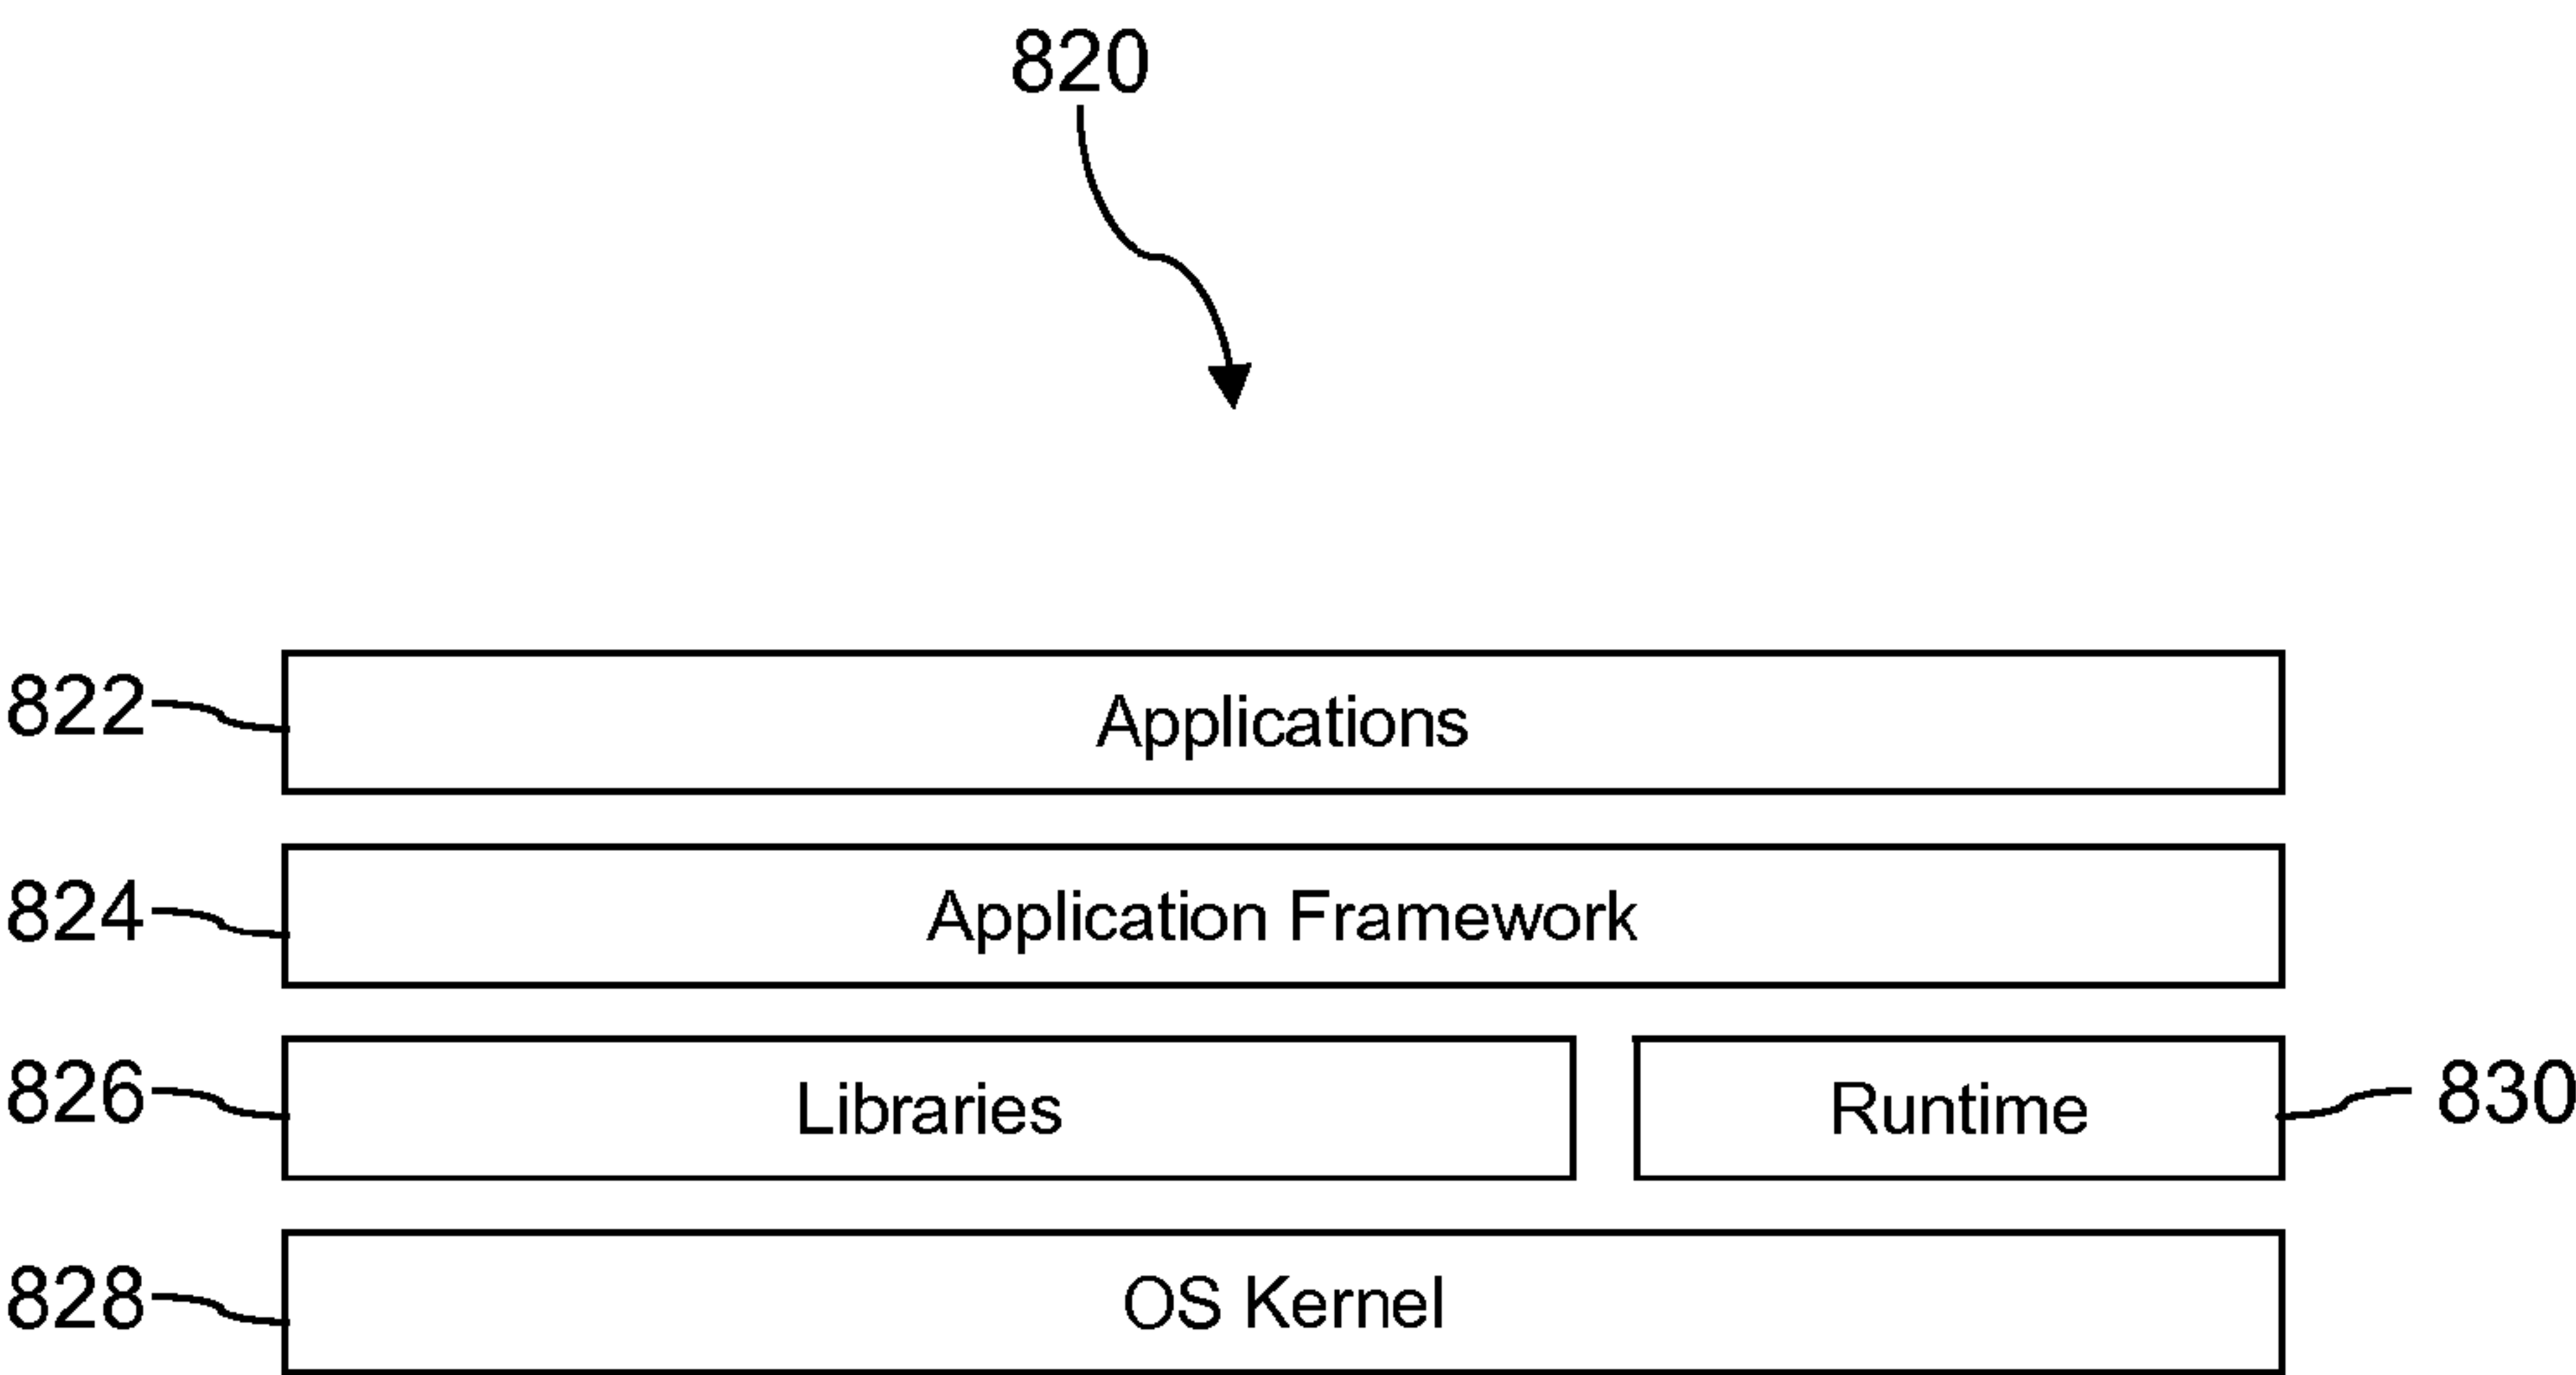 820
822 Applications
824 Application Framework
826 Libraries Runtime 830
828 OS Kernel